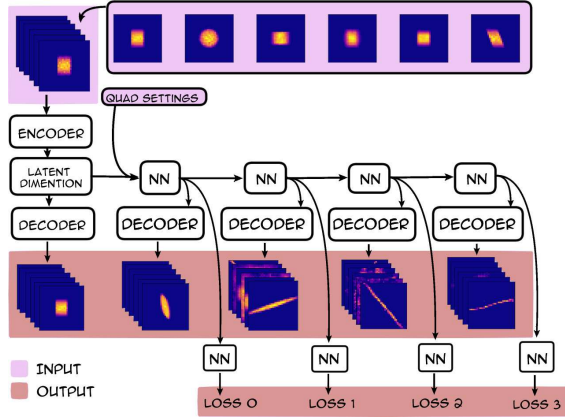 QUAD SETTINGS
ENCODER
LATENT
DIMENTION
NN
NN
NN
NN
DECODER
DECODER
DECODER
DECODER
DECODER
NN
NN
NN
NN
INPUT
OUTPUT
LOSS 0
LOSS 1
LOSS 2
LOSS 3